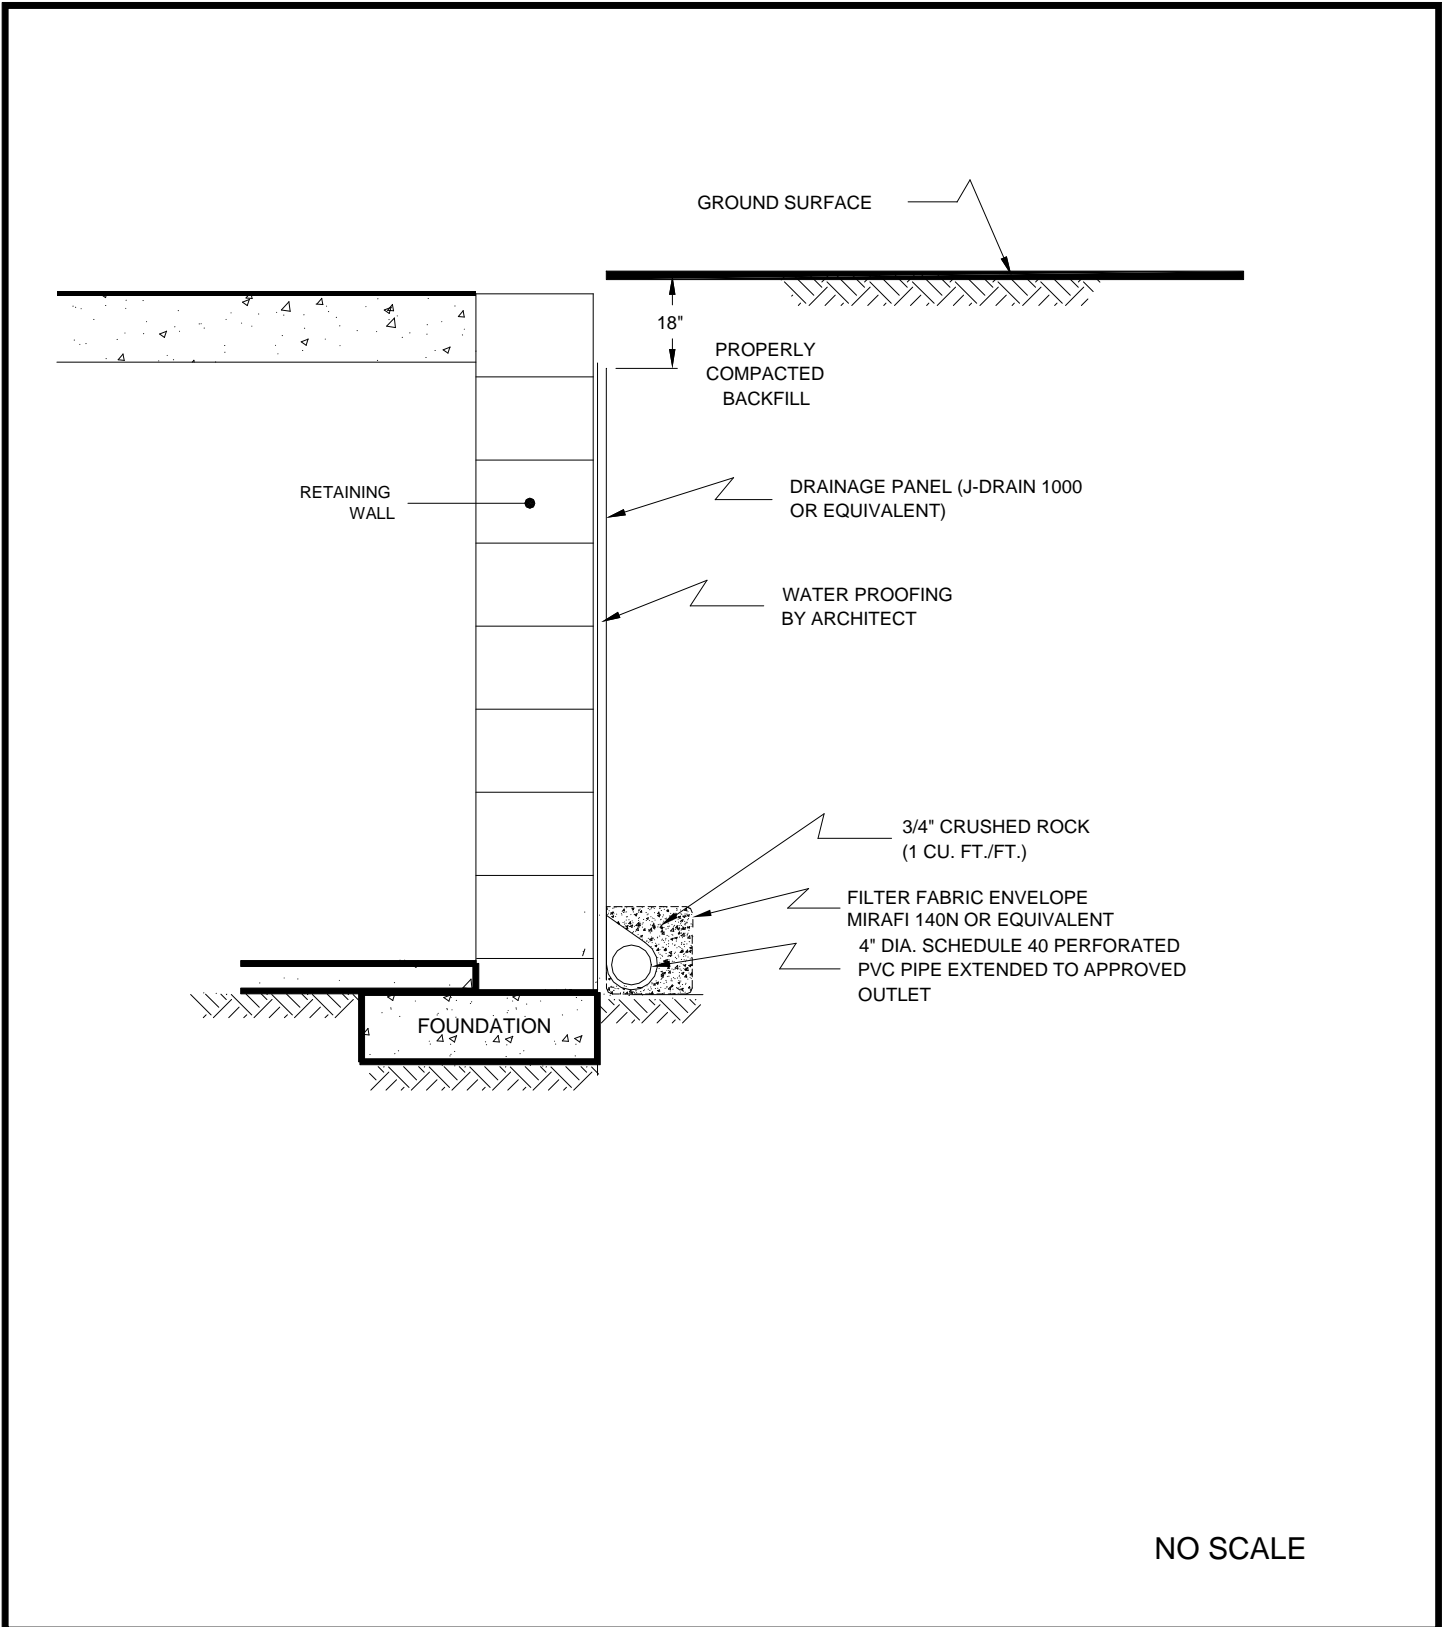 GROUND SURFACE
18"
PROPERLY
COMPACTED
BACKFILL
RETAINING
WALL
DRAINAGE PANEL (J-DRAIN 1000
OR EQUIVALENT)
WATER PROOFING
BY ARCHITECT
3/4" CRUSHED ROCK
(1 CU. FT./FT.)
FILTER FABRIC ENVELOPE
MIRAFI 140N OR EQUIVALENT
4" DIA. SCHEDULE 40 PERFORATED
PVC PIPE EXTENDED TO APPROVED
OUTLET
FOUNDATION
NO SCALE